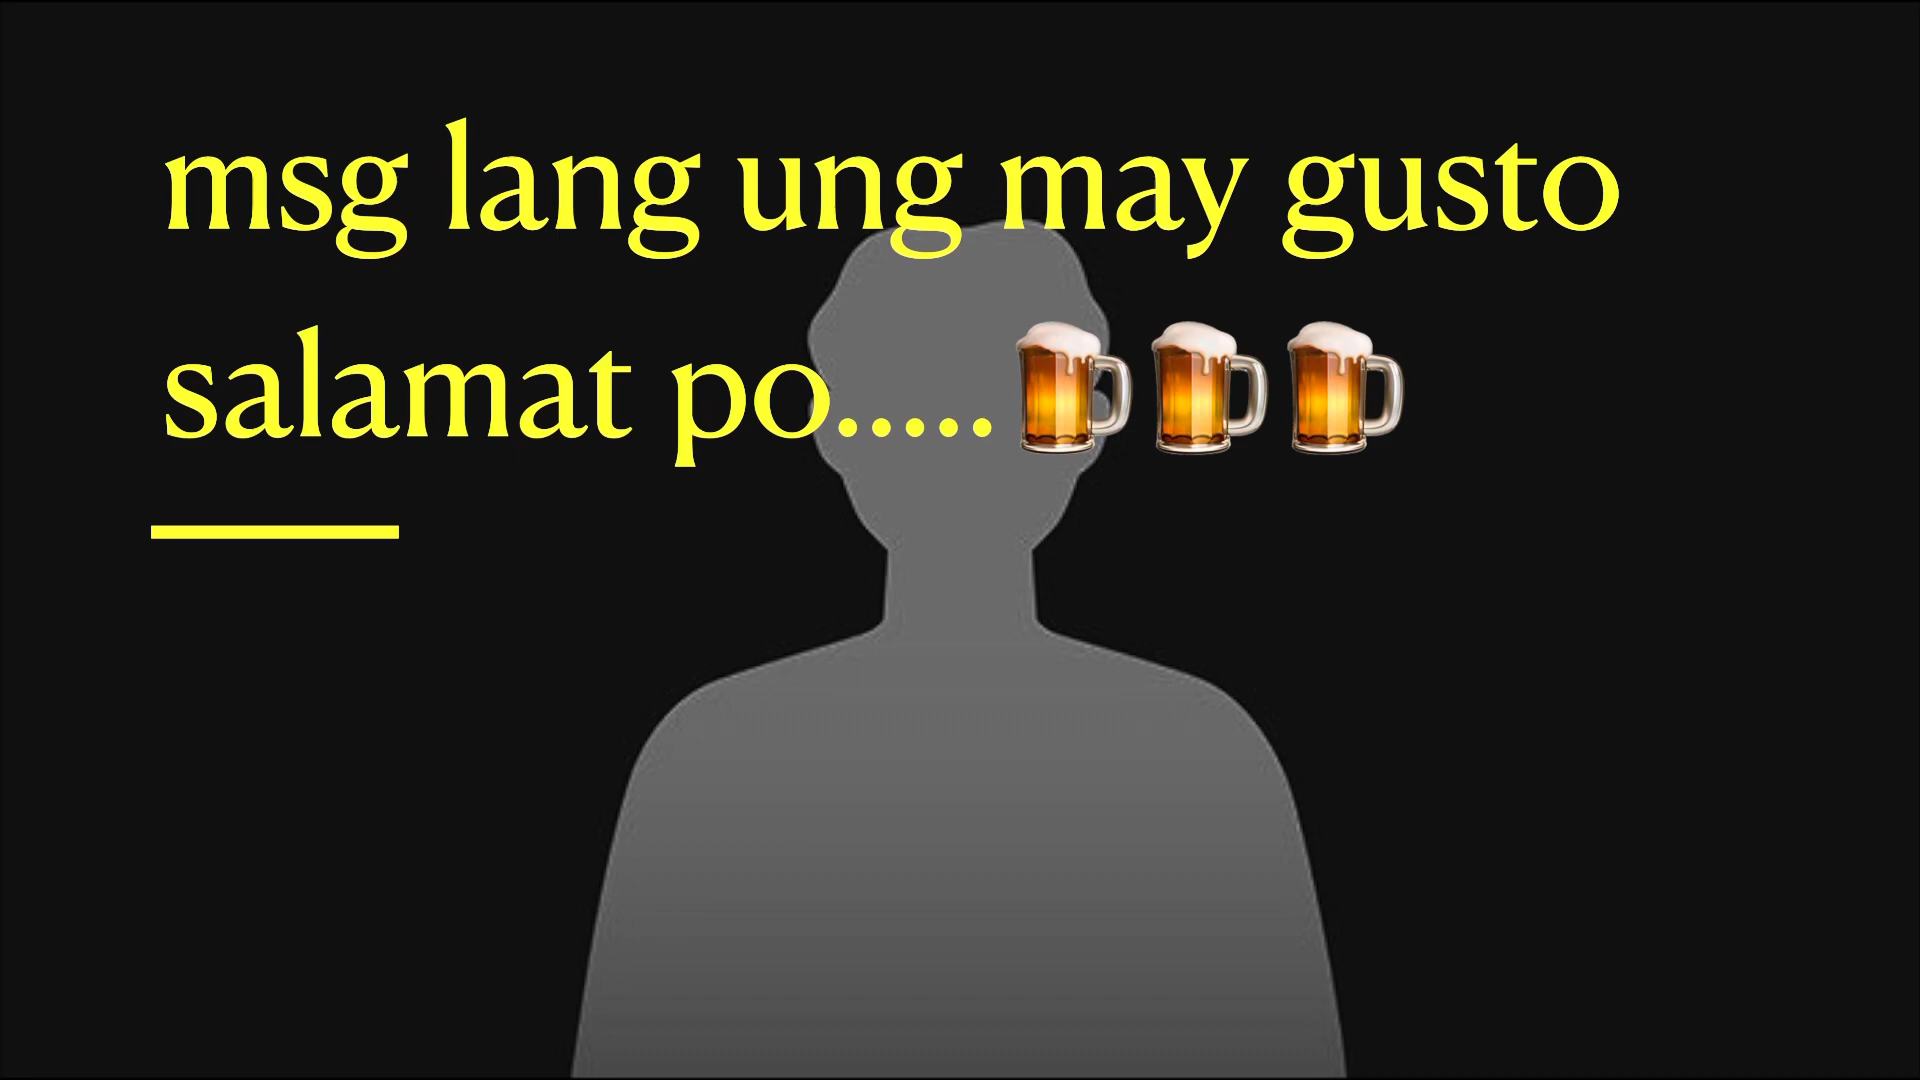 msg lang ung may gusto
salamat po.....🍺🍺🍺